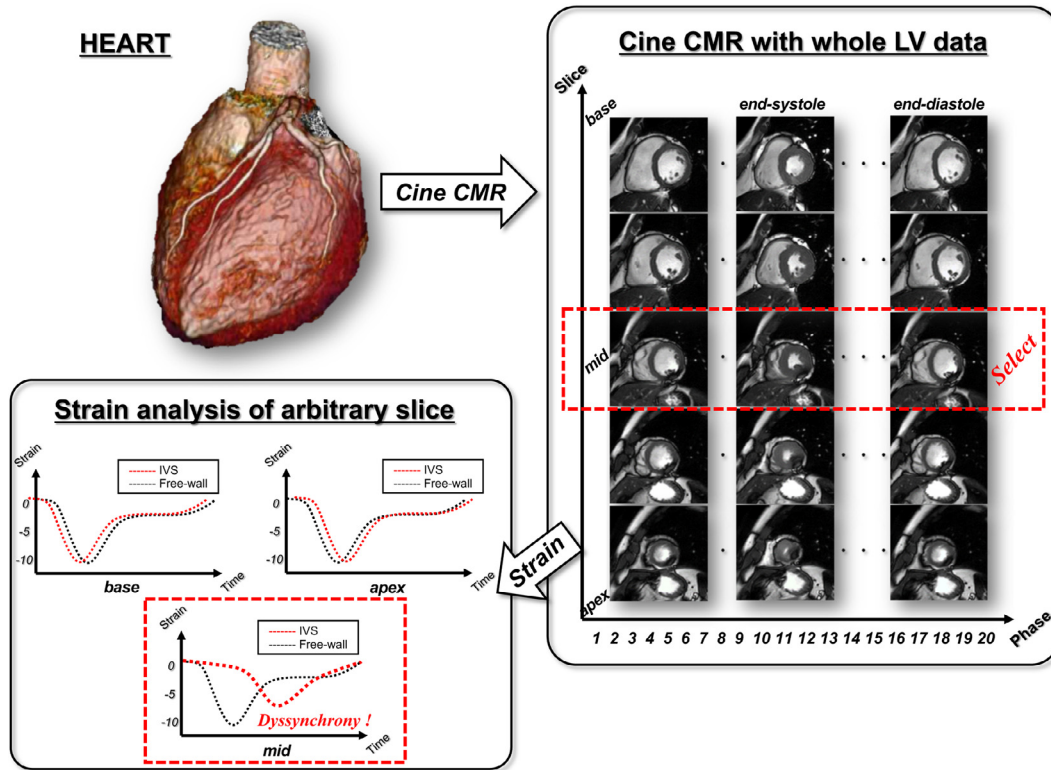 HEART
Cine CMR
Cine CMR with whole LV data
Slice
base
end-systole
end-diastole
mid
Select
apex
1 2 3 4 5 6 7 8 9 10 11 12 13 14 15 16 17 18 19 20
Phase
Strain
Strain analysis of arbitrary slice
Strain
IVS
Free-wall
0
-5
-10
base
Time
Strain
IVS
Free-wall
0
-5
-10
apex
Time
Strain
IVS
Free-wall
0
-5
-10
Dyssynchrony !
mid
Time